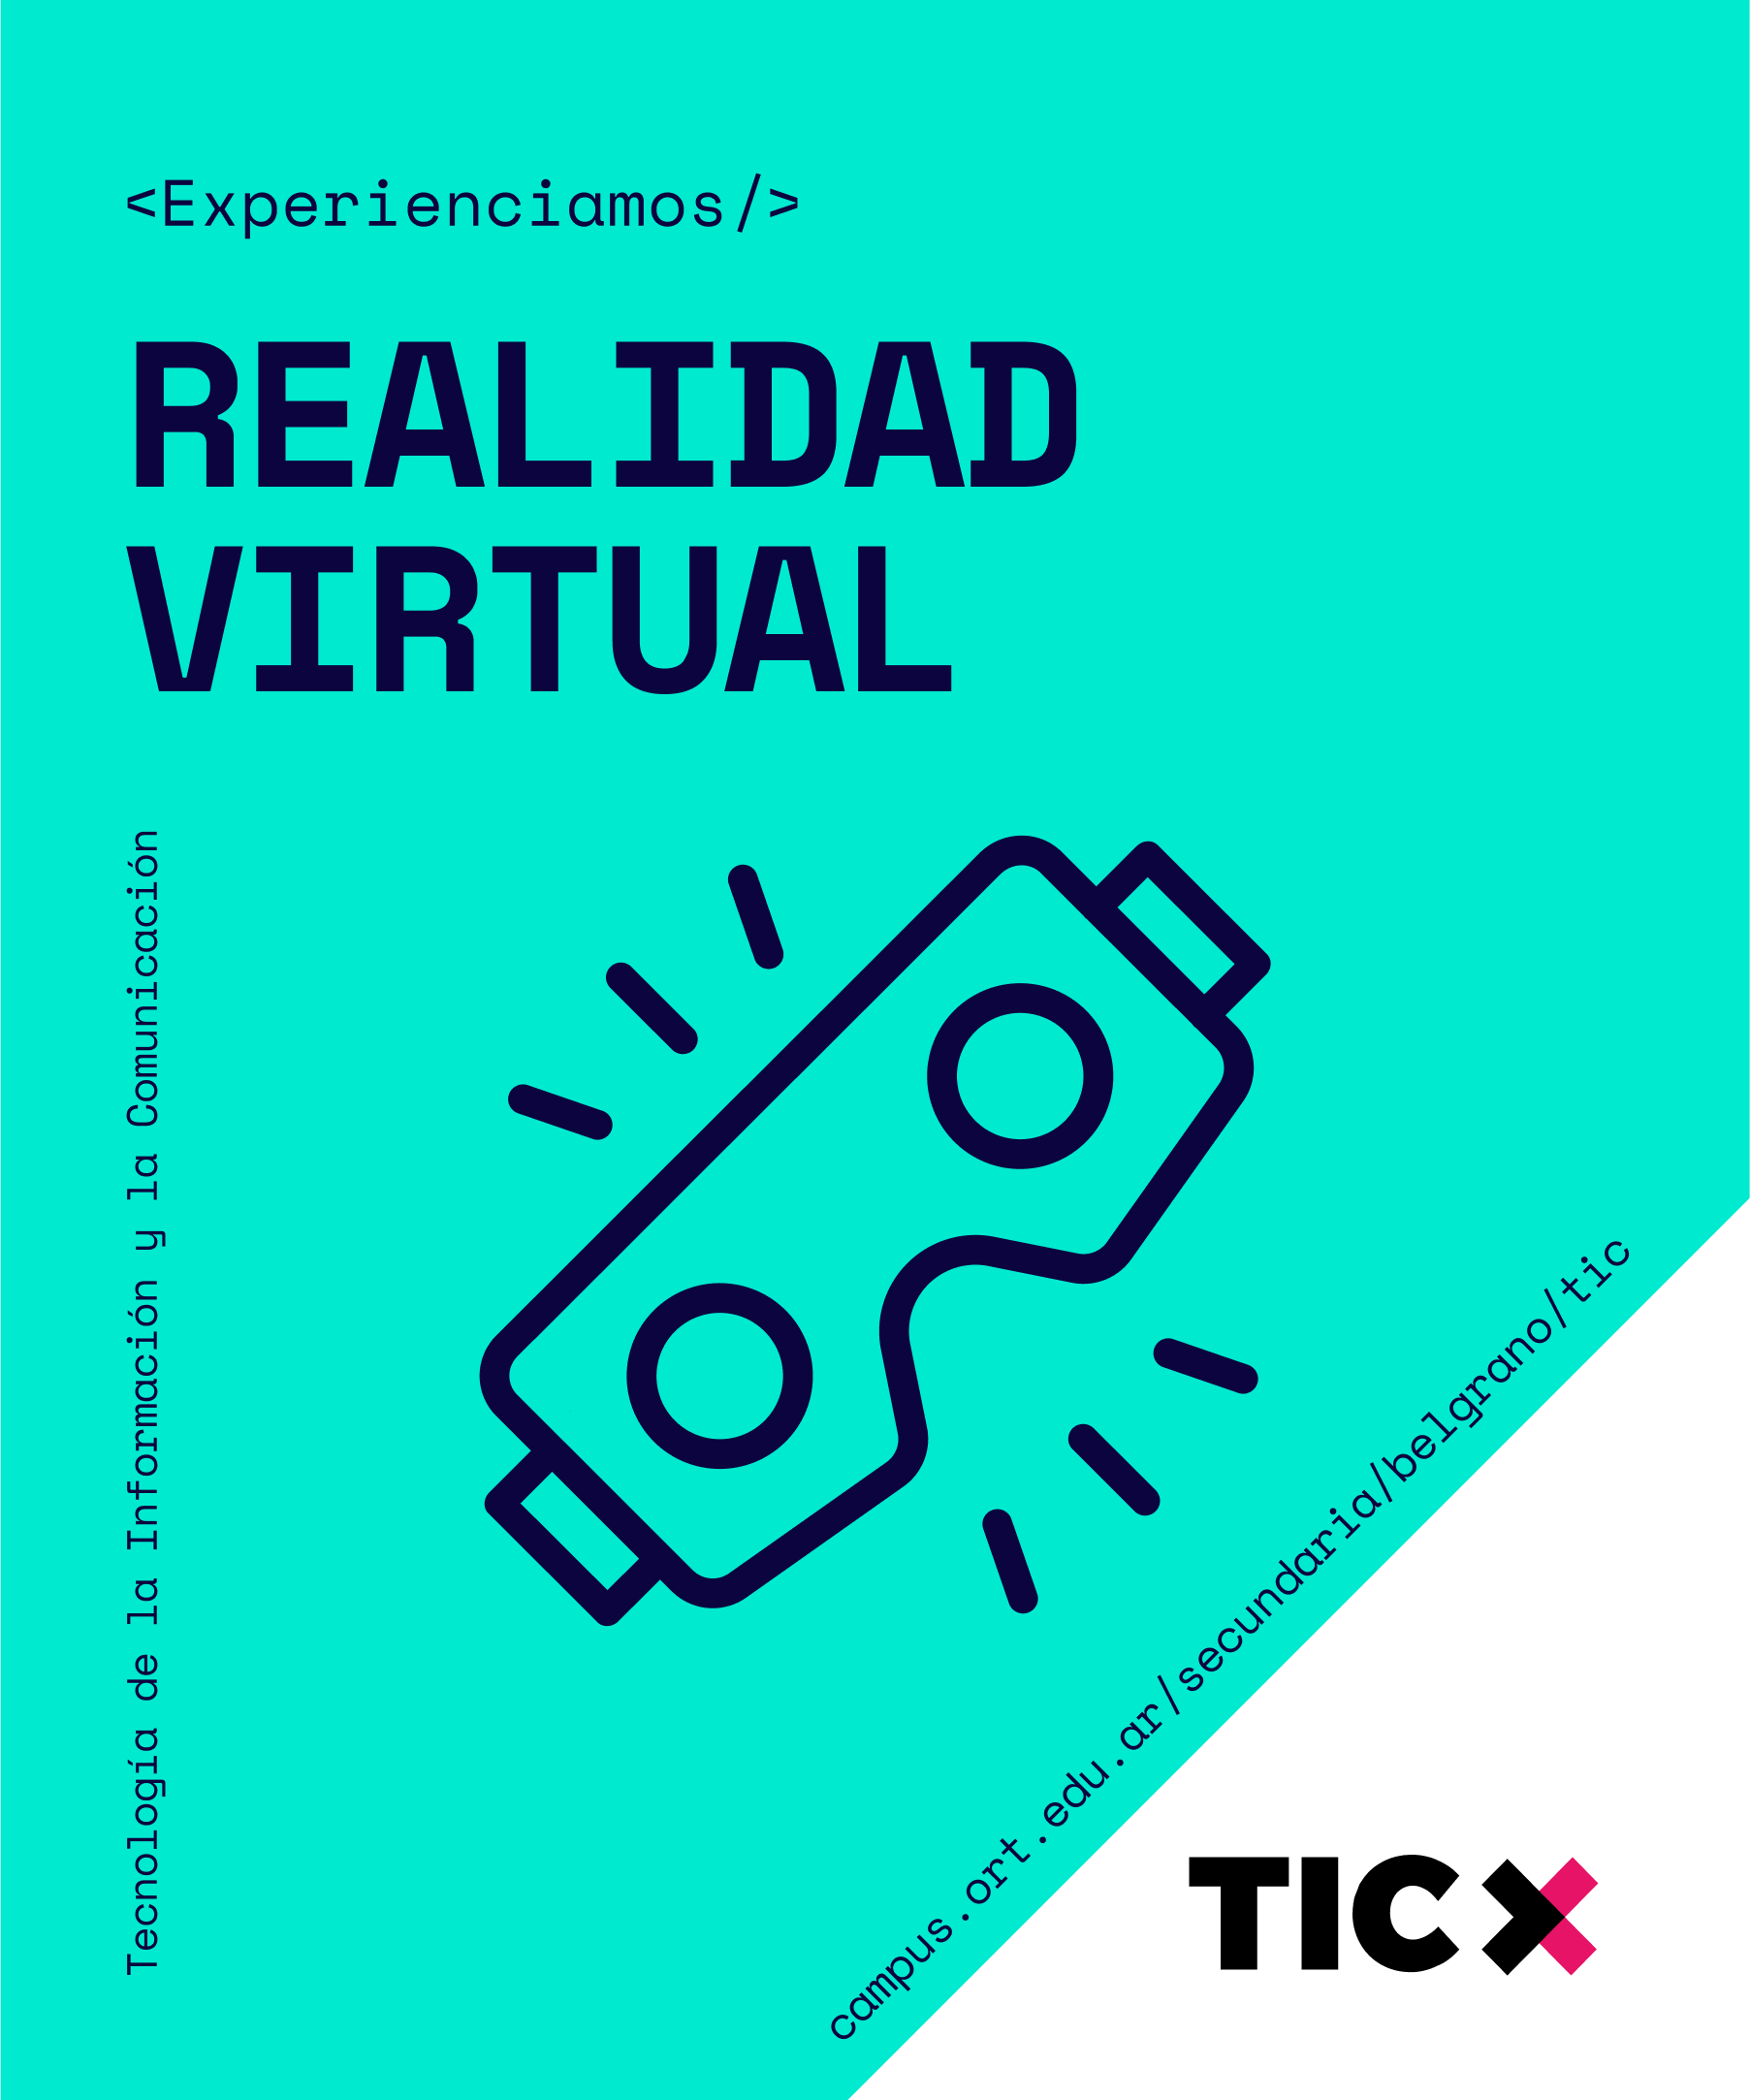 <Experienciamos/>
REALIDAD
VIRTUAL
Tecnología de la Información y la Comunicación
campus.ort.edu.ar/secundaria/belgrano/tic
TIC